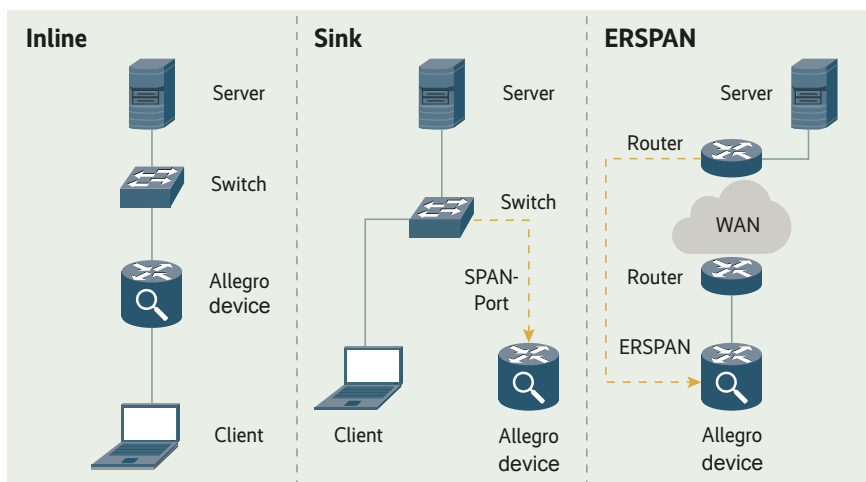 Inline
Server
Switch
Allegro
device
Client
Sink
Server
Switch
SPAN-
Port
Client
Allegro
device
ERSPAN
Server
Router
WAN
Router
ERSPAN
Allegro
device